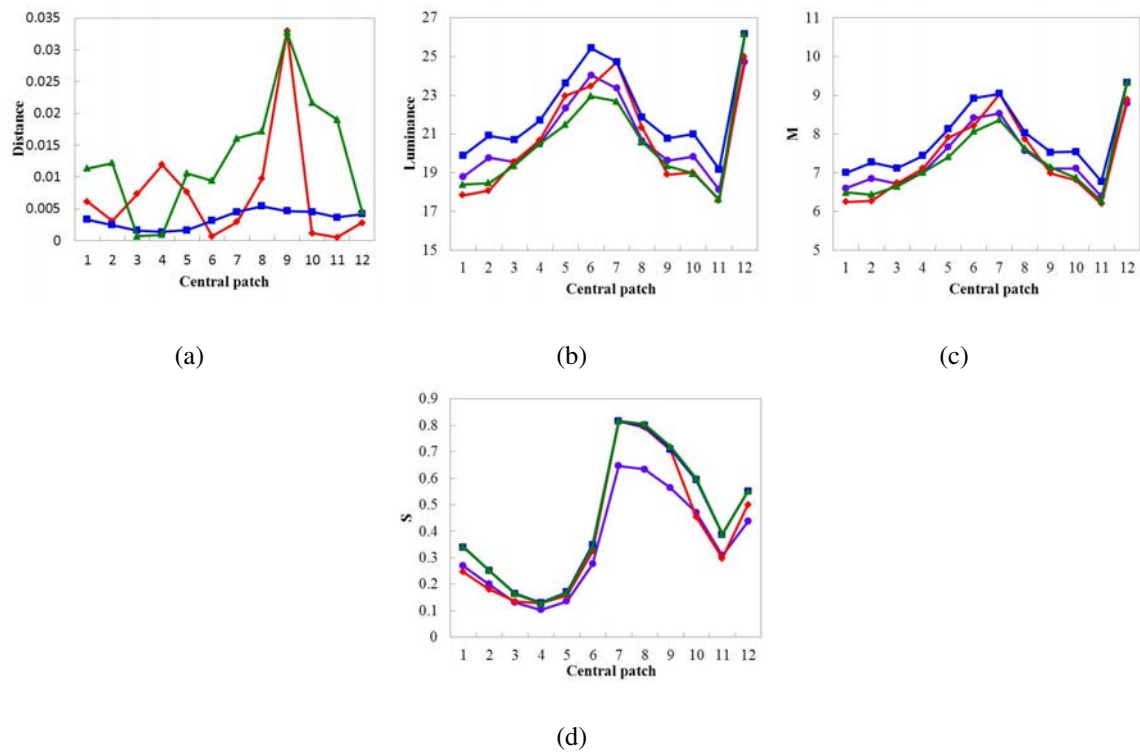 0.035
0.03
0.025
0.02
0.015
0.01
0.005
0
Distance
1 2 3 4 5 6 7 8 9 10 11 12
Central patch
(a)
27
25
23
21
19
17
15
Luminance
1 2 3 4 5 6 7 8 9 10 11 12
Central patch
(b)
11
10
9
8
7
6
5
M
1 2 3 4 5 6 7 8 9 10 11 12
Central patch
(c)
0.9
0.8
0.7
0.6
0.5
0.4
0.3
0.2
0.1
0
S
1 2 3 4 5 6 7 8 9 10 11 12
Central patch
(d)